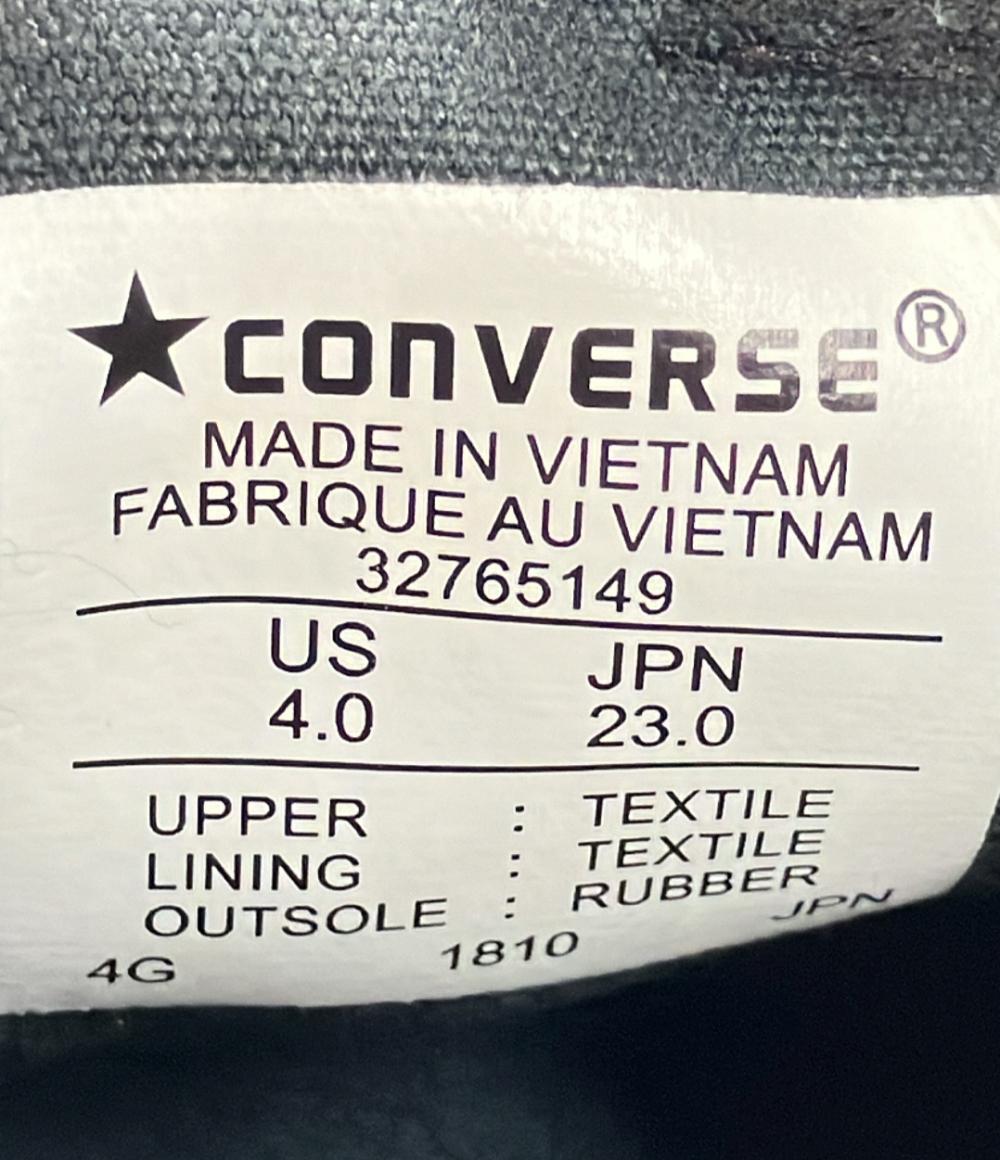 ★CONVERSE®
MADE IN VIETNAM
FABRIQUE AU VIETNAM
32765149
US JPN
4.0 23.0
UPPER : TEXTILE
LINING : TEXTILE
OUTSOLE : RUBBER
4G 1810 JPN